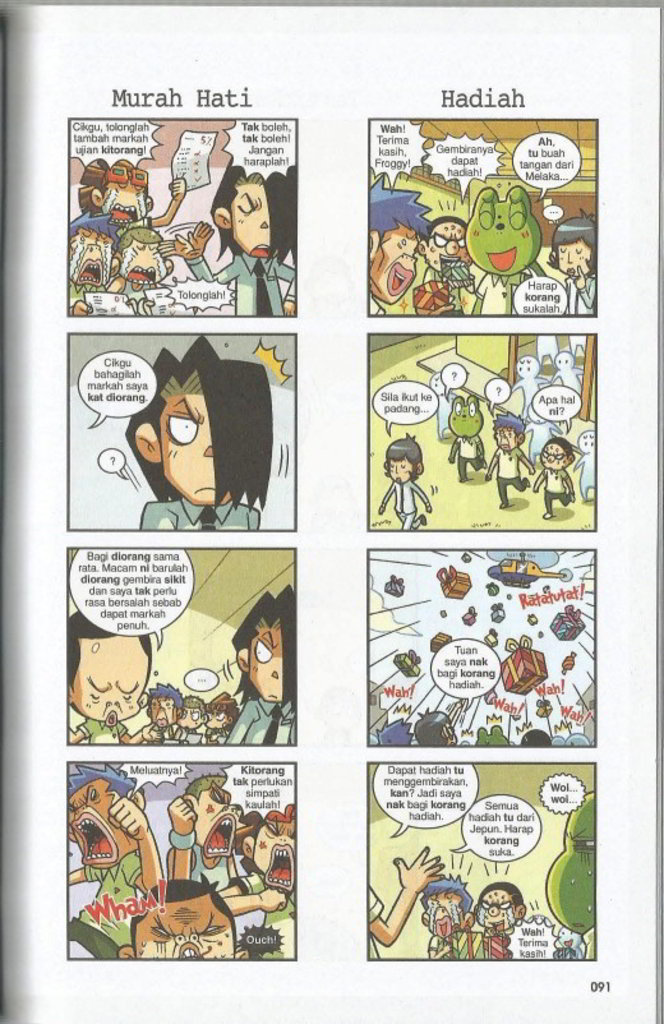 Murah Hati
Cikgu, tolonglah
tambah markah
ujian kitorang!
5%
Tak boleh,
tak boleh!
Jangan
haraplah!
Tolonglah!
Cikgu
bahagilah
markah saya
kat diorang.
?
Bagi diorang sama
rata. Macam ni barulah
diorang gembira sikit
dan saya tak perlu
rasa bersalah sebab
dapat markah
penuh.
...
Meluatnya!
Kitorang
tak perlukan
simpati
kaulah!
Wham!
Ouch!
Hadiah
Wah!
Terima
kasih,
Froggy!
Gembiranya
dapat
hadiah!
Ah,
tu buah
tangan dari
Melaka...
...
Harap
korang
sukalah.
Sila ikut ke
padang...
?
?
Apa hal
ni?
Ratatutat!
Tuan
saya nak
bagi korang
hadiah.
Wah!
Wah!
Wah!
Wah!
Dapat hadiah tu
menggembirakan,
kan? Jadi saya
nak bagi korang
hadiah.
Semua
hadiah tu dari
Jepun. Harap
korang
suka.
Woi...
woi...
Wah!
Terima
kasih!
091